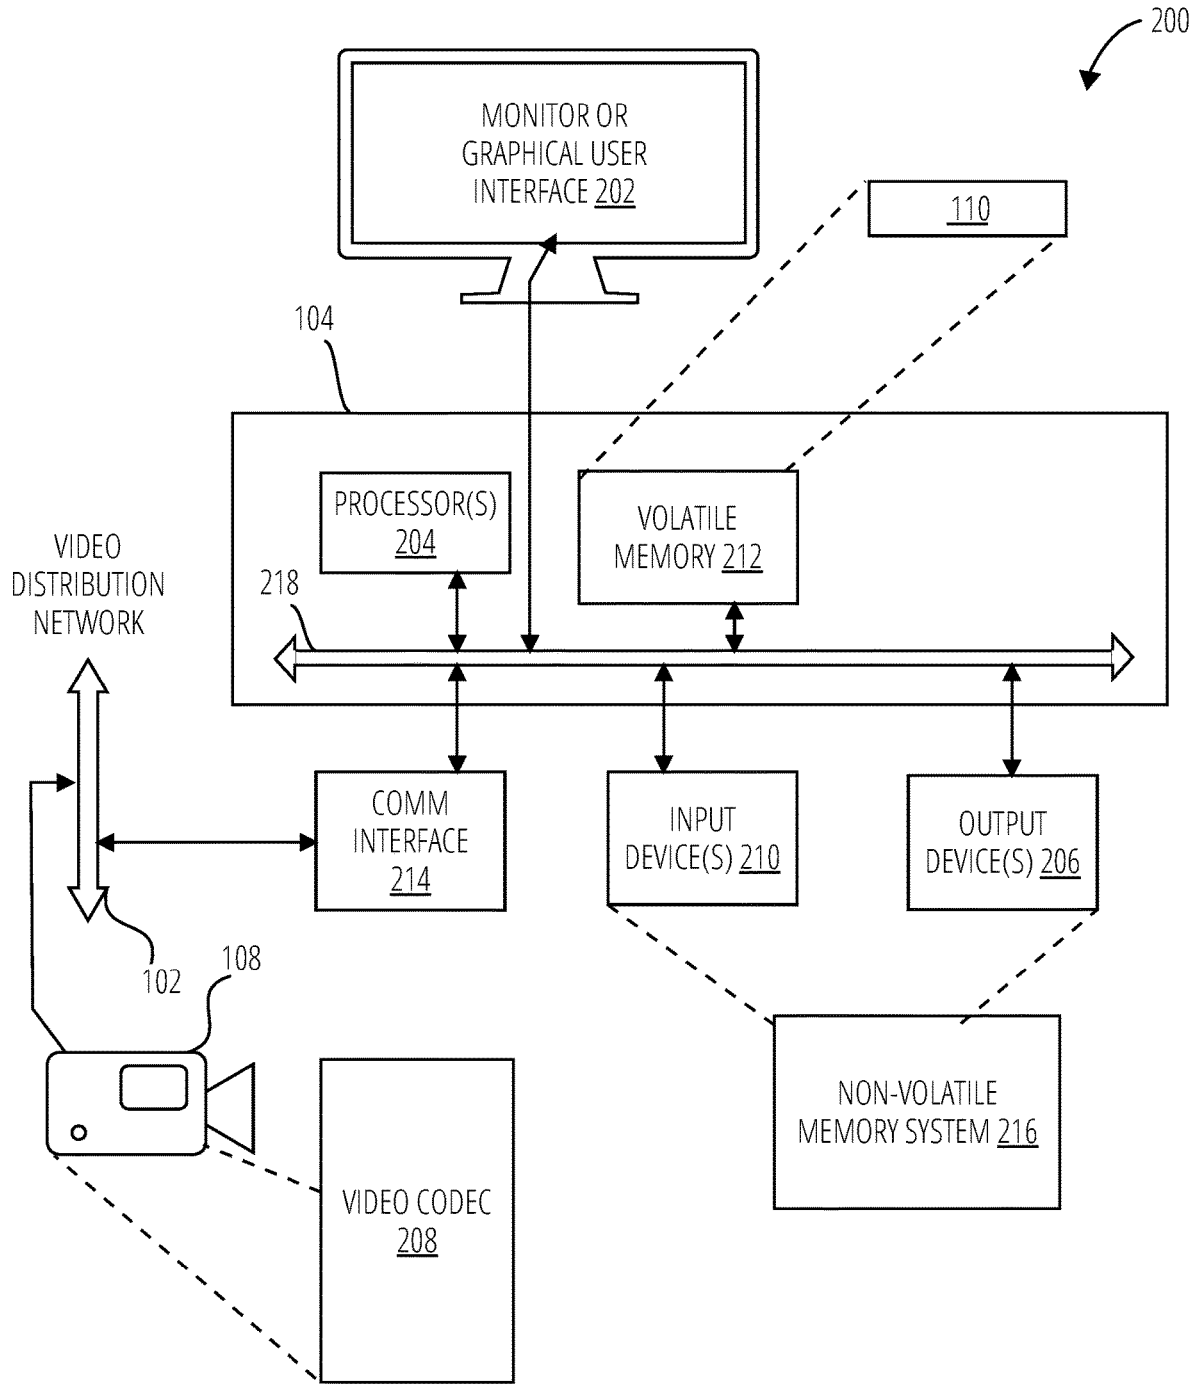 200
MONITOR OR
GRAPHICAL USER
INTERFACE 202
110
104
PROCESSOR(S)
204
VOLATILE
MEMORY 212
VIDEO
DISTRIBUTION
NETWORK
218
COMM
INTERFACE
214
INPUT
DEVICE(S) 210
OUTPUT
DEVICE(S) 206
102
108
NON-VOLATILE
MEMORY SYSTEM 216
VIDEO CODEC
208